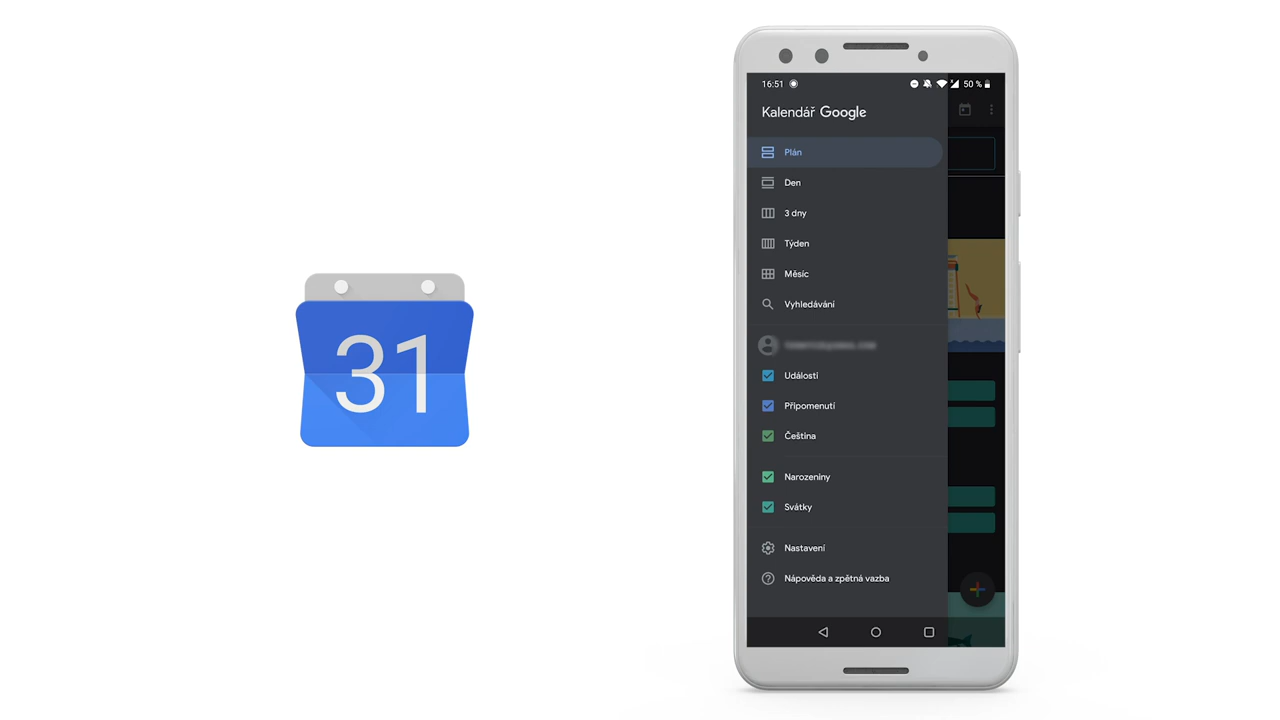 31
16:51
50 %
Kalendář Google
Plán
Den
3 dny
Týden
Měsíc
Vyhledávání
Události
Připomenutí
Čeština
Narozeniny
Svátky
Nastavení
Nápověda a zpětná vazba